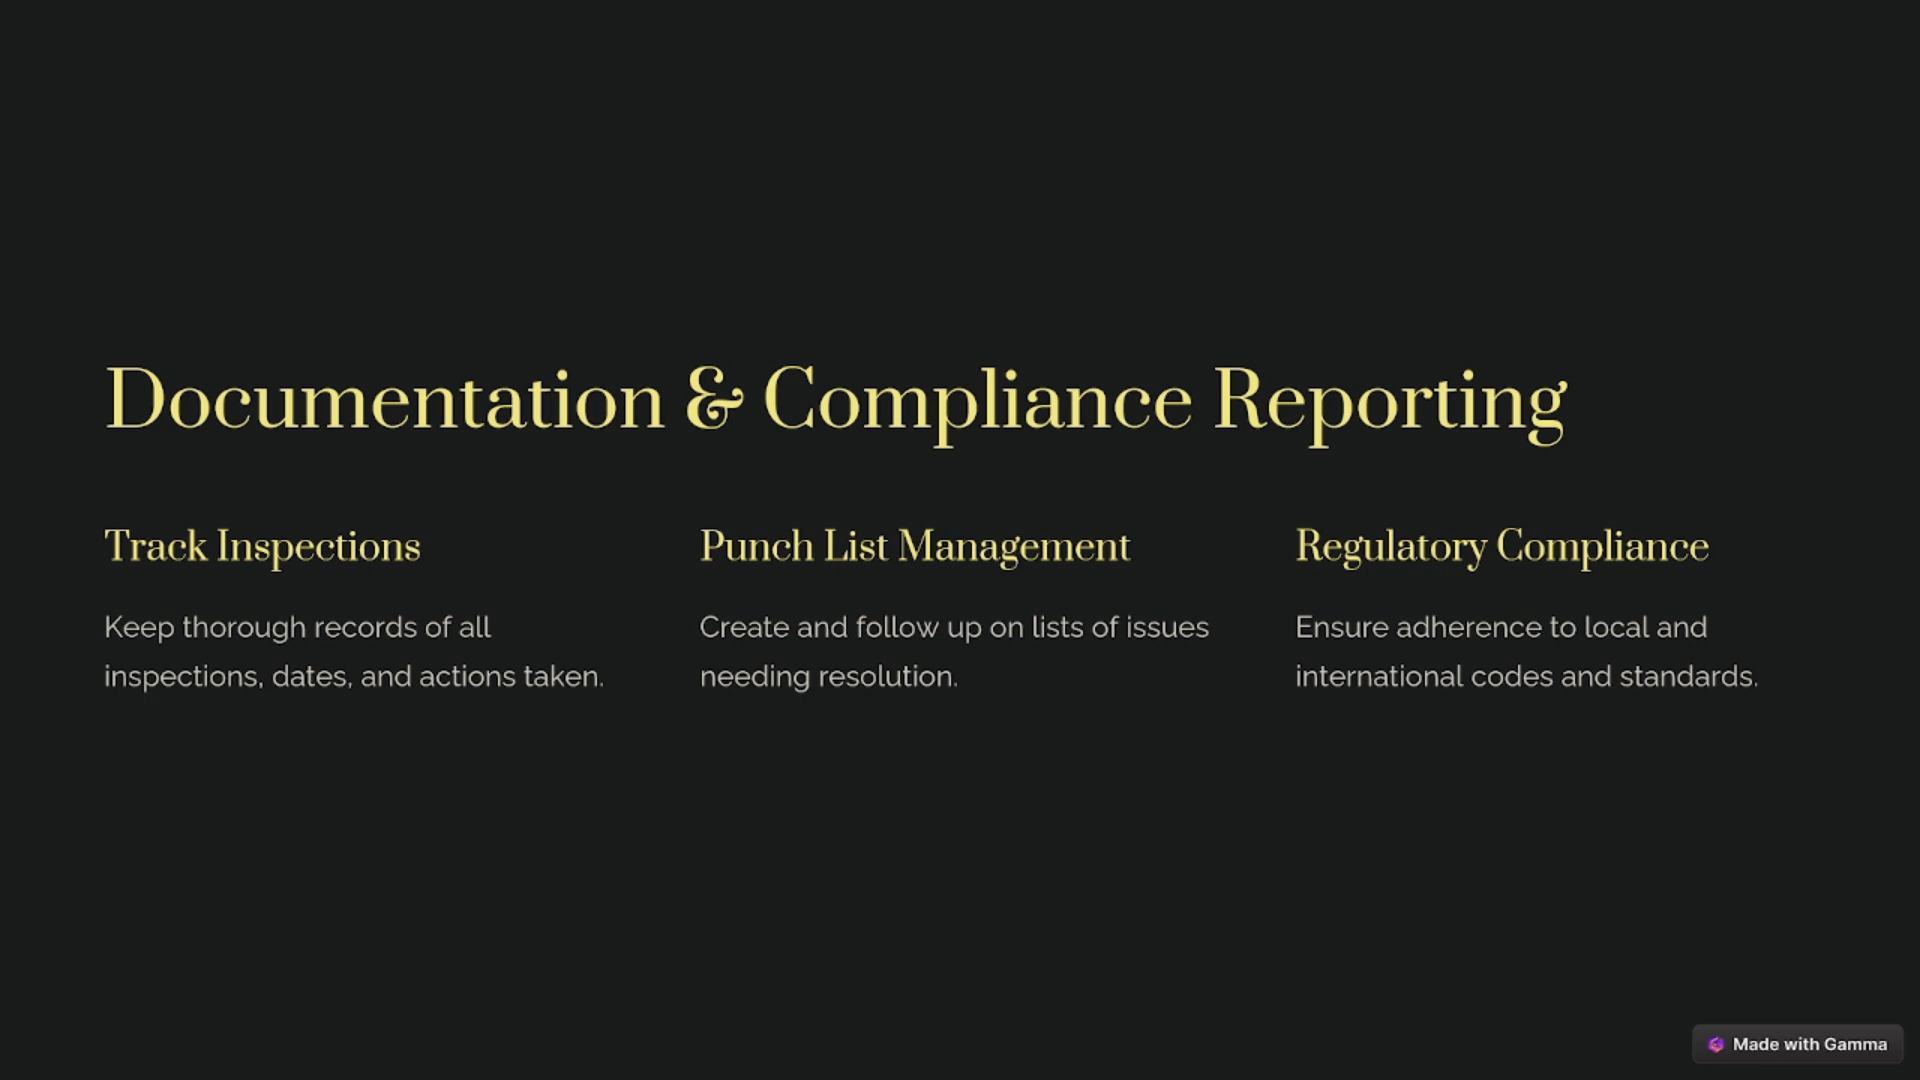 Documentation & Compliance Reporting
Track Inspections
Keep thorough records of all
inspections, dates, and actions taken.
Punch List Management
Create and follow up on lists of issues
needing resolution.
Regulatory Compliance
Ensure adherence to local and
international codes and standards.
Made with Gamma